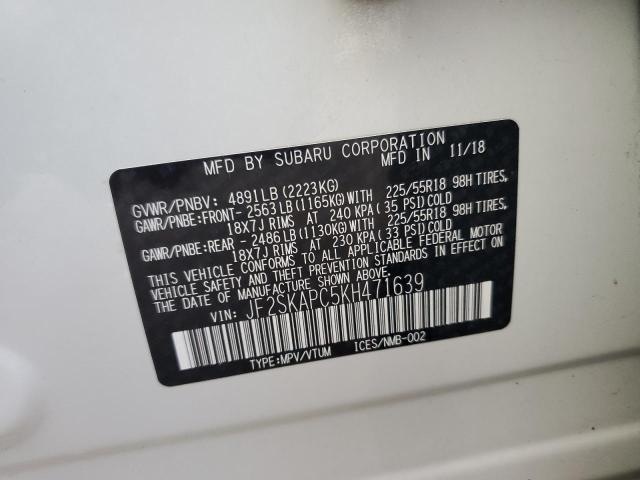 MFD BY SUBARU CORPORATION
MFD IN 11/18
GVWR/PNBV: 4891LB(2223KG)
GAWR/PNBE:FRONT- 2563LB(1165KG)WITH 225/55R18 98H TIRES,
18X7J RIMS AT 240 KPA(35 PSI)COLD
GAWR/PNBE:REAR - 2486LB(1130KG)WITH 225/55R18 98H TIRES,
18X7J RIMS AT 230 KPA(33 PSI)COLD
THIS VEHICLE CONFORMS TO ALL APPLICABLE FEDERAL MOTOR
VEHICLE SAFETY STANDARDS IN EFFECT
ON THE DATE OF MANUFACTURE SHOWN ABOVE.
VIN: JF2SKAPC5KH471639
TYPE:MPV/VTUM ICES/NMB-002